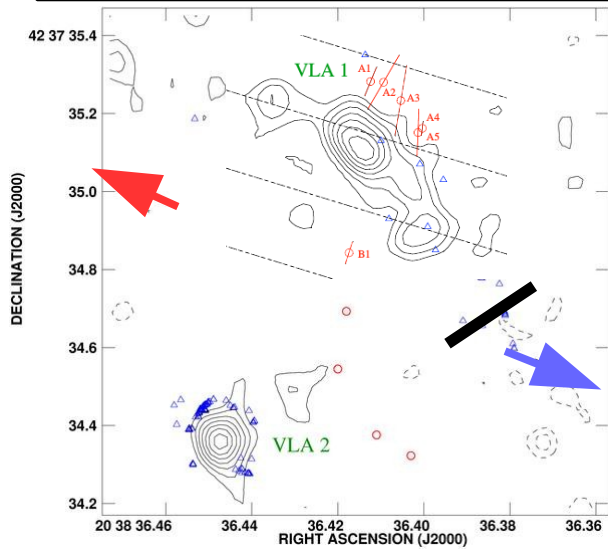 42 37 35.4
35.2
35.0
34.8
34.6
34.4
34.2
DECLINATION (J2000)
VLA 1
A1
A2
A3
A4
A5
B1
VLA 2
20 38 36.46
36.44
36.42
36.40
36.38
36.36
RIGHT ASCENSION (J2000)